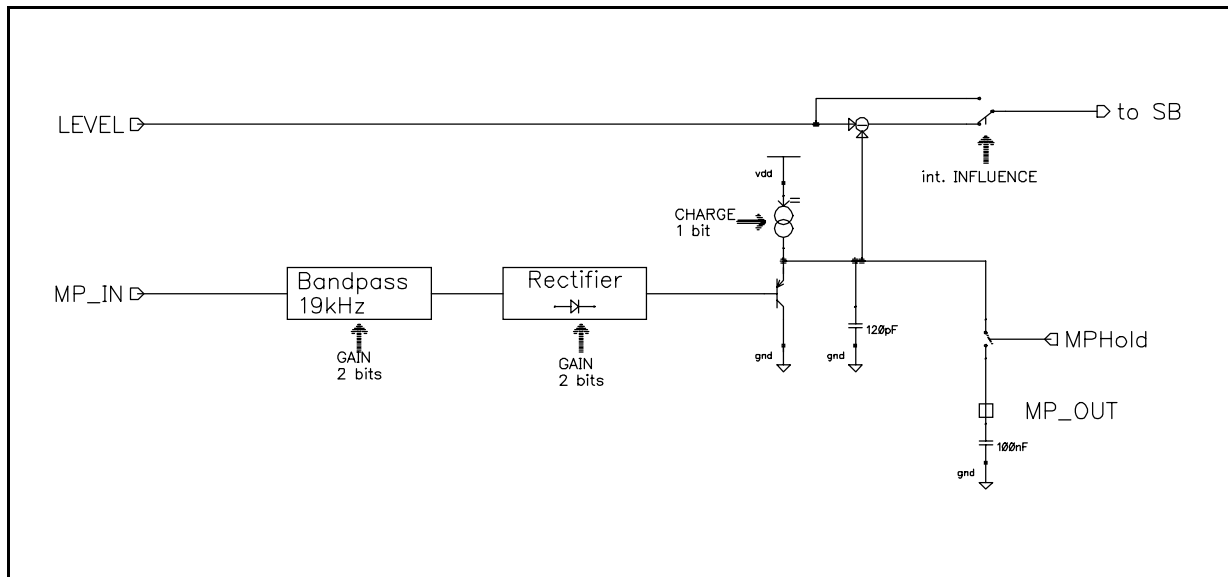 LEVEL
to SB
int. INFLUENCE
vdd
CHARGE
1 bit
MP_IN
Bandpass
19kHz
Rectifier
GAIN
2 bits
GAIN
2 bits
gnd
120pF
gnd
MPHold
MP_OUT
100nF
gnd